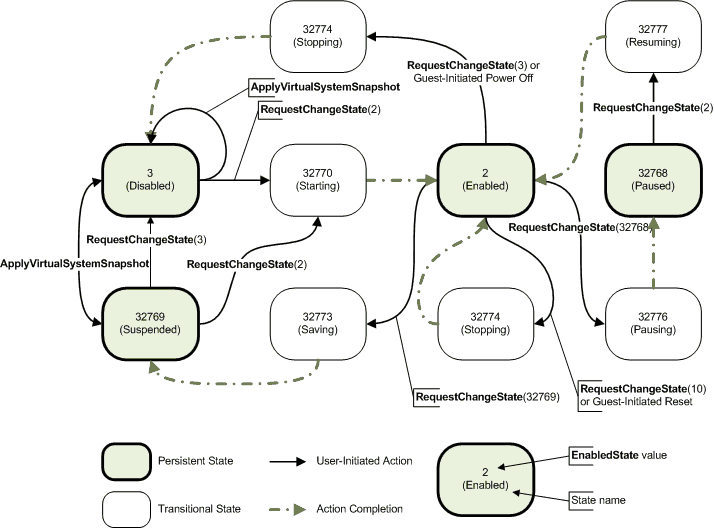 32774
(Stopping)
32777
(Resuming)
RequestChangeState(3) or
Guest-Initiated Power Off
ApplyVirtualSystemSnapshot
RequestChangeState(2)
RequestChangeState(2)
3
(Disabled)
32770
(Starting)
2
(Enabled)
32768
(Paused)
RequestChangeState(32768)
RequestChangeState(3)
ApplyVirtualSystemSnapshot
RequestChangeState(2)
32769
(Suspended)
32773
(Saving)
32774
(Stopping)
32776
(Pausing)
RequestChangeState(32769)
RequestChangeState(10)
or Guest-Initiated Reset
Persistent State
User-Initiated Action
2
(Enabled)
EnabledState value
Transitional State
Action Completion
State name